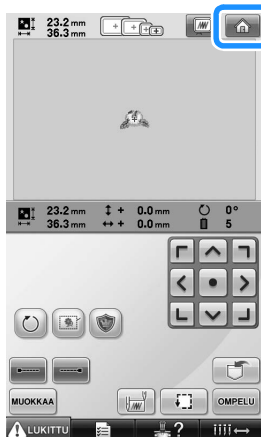 23.2 mm
36.3 mm
23.2 mm + 0.0 mm 0°
36.3 mm + 0.0 mm 5
MUOKKAA OMPELU
LUKITTU ?